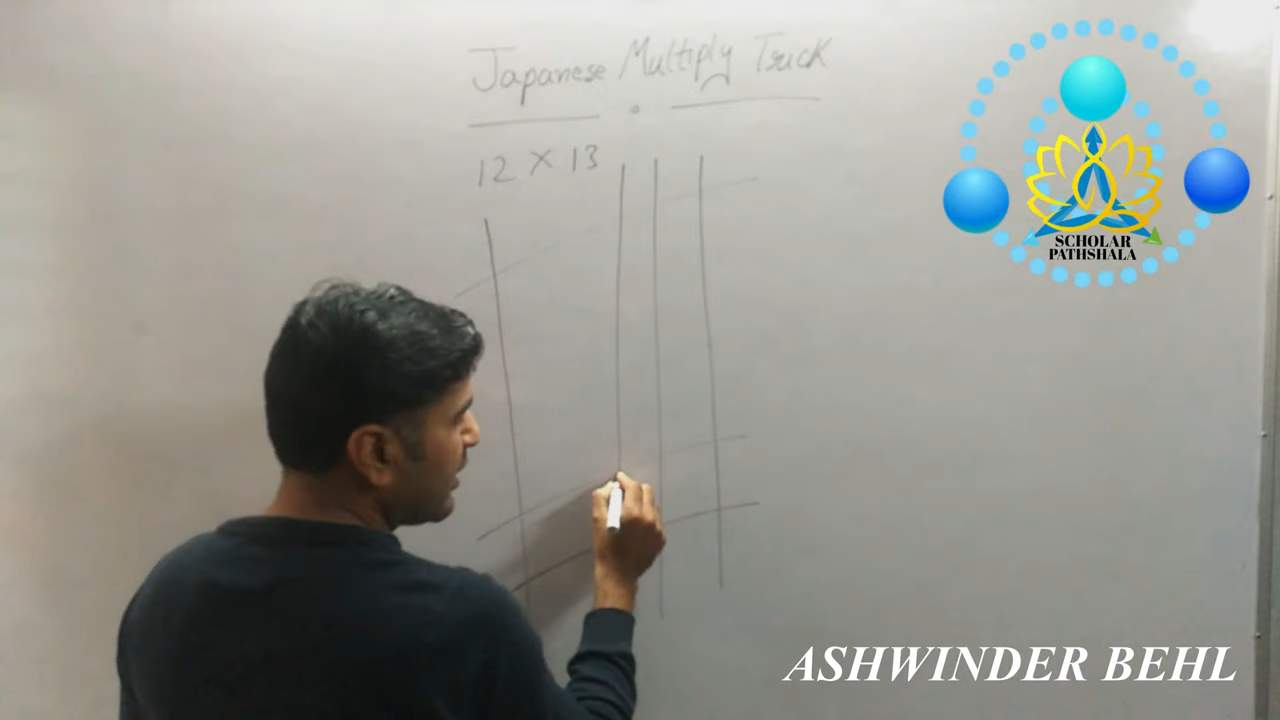 Japanese Multiply Trick
12 × 13
SCHOLAR
PATHSHALA
ASHWINDER BEHL